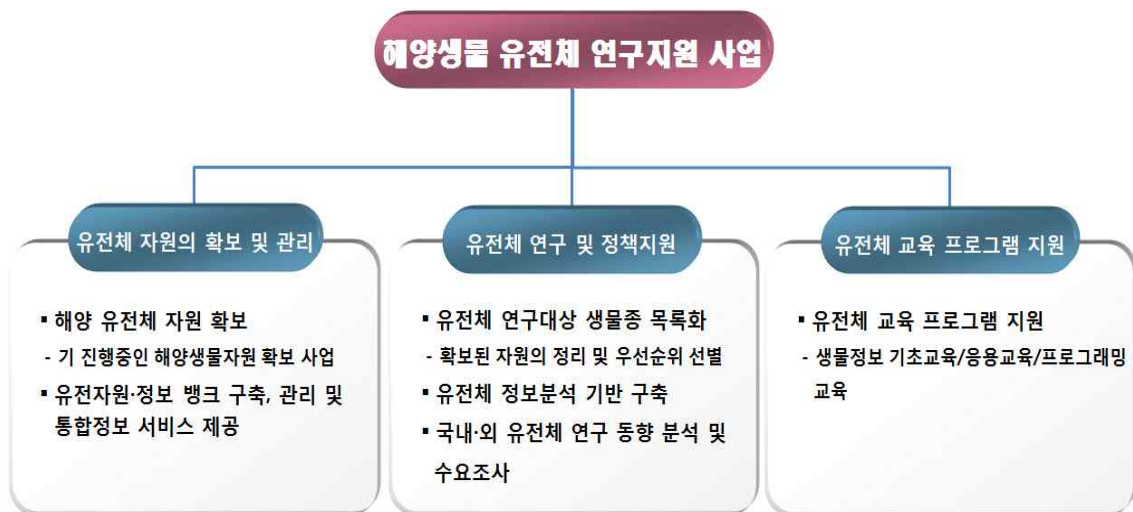 해양생물 유전체 연구지원 사업
유전체 자원의 확보 및 관리
▪ 해양 유전체 자원 확보
- 기 진행중인 해양생물자원 확보 사업
▪ 유전자원·정보 뱅크 구축, 관리 및
통합정보 서비스 제공
유전체 연구 및 정책지원
▪ 유전체 연구대상 생물종 목록화
- 확보된 자원의 정리 및 우선순위 선별
▪ 유전체 정보분석 기반 구축
▪ 국내·외 유전체 연구 동향 분석 및
수요조사
유전체 교육 프로그램 지원
▪ 유전체 교육 프로그램 지원
- 생물정보 기초교육/응용교육/프로그래밍
교육